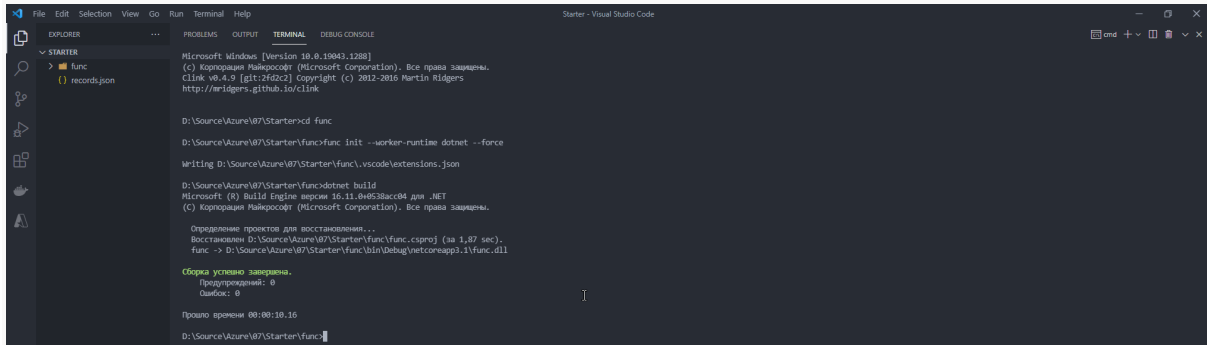 File Edit Selection View Go Run Terminal Help
Starter - Visual Studio Code
EXPLORER
PROBLEMS OUTPUT TERMINAL DEBUG CONSOLE
cmd
STARTER
func
{ } records.json
Microsoft Windows [Version 10.0.19043.1288]
(c) Корпорация Майкрософт (Microsoft Corporation). Все права защищены.
Clink v0.4.9 [git:2fd2c2] Copyright (c) 2012-2016 Martin Ridgers
http://mridgers.github.io/clink
D:\Source\Azure\07\Starter>cd func
D:\Source\Azure\07\Starter\func>func init --worker-runtime dotnet --force
Writing D:\Source\Azure\07\Starter\func\.vscode\extensions.json
D:\Source\Azure\07\Starter\func>dotnet build
Microsoft (R) Build Engine версии 16.11.0+0538acc04 для .NET
(C) Корпорация Майкрософт (Microsoft Corporation). Все права защищены.
Определение проектов для восстановления...
Восстановлен D:\Source\Azure\07\Starter\func\func.csproj (за 1,87 sec).
func -> D:\Source\Azure\07\Starter\func\bin\Debug\netcoreapp3.1\func.dll
Сборка успешно завершена.
Предупреждений: 0
Ошибок: 0
Прошло времени 00:00:10.16
D:\Source\Azure\07\Starter\func>